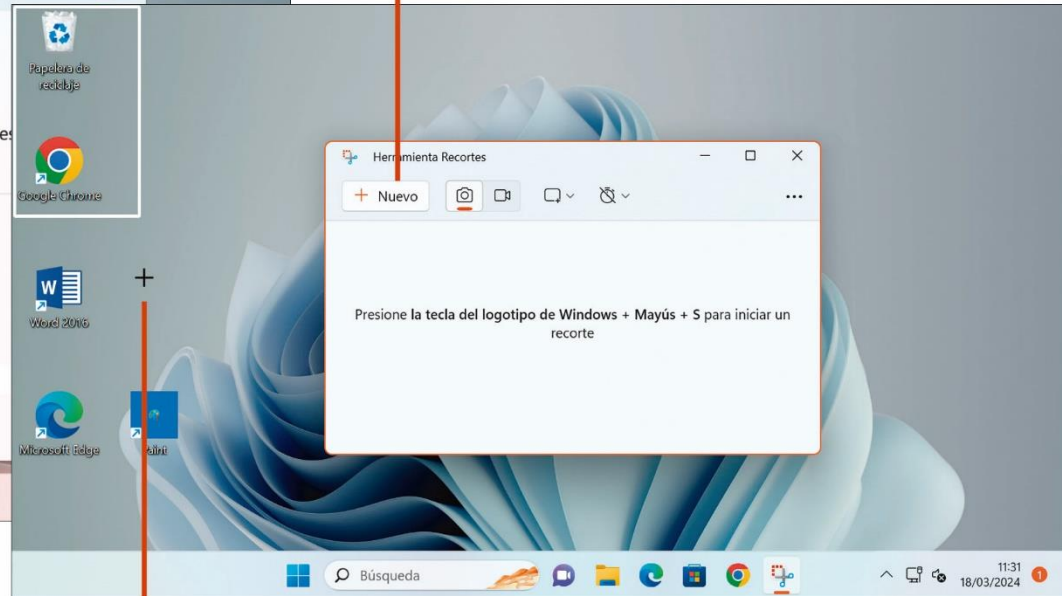 Papelera de
reciclaje
Google Chrome
Word 2016
Microsoft Edge
Paint
Herramienta Recortes
Nuevo
Presione la tecla del logotipo de Windows + Mayús + S para iniciar un
recorte
Búsqueda
11:31
18/03/2024
1